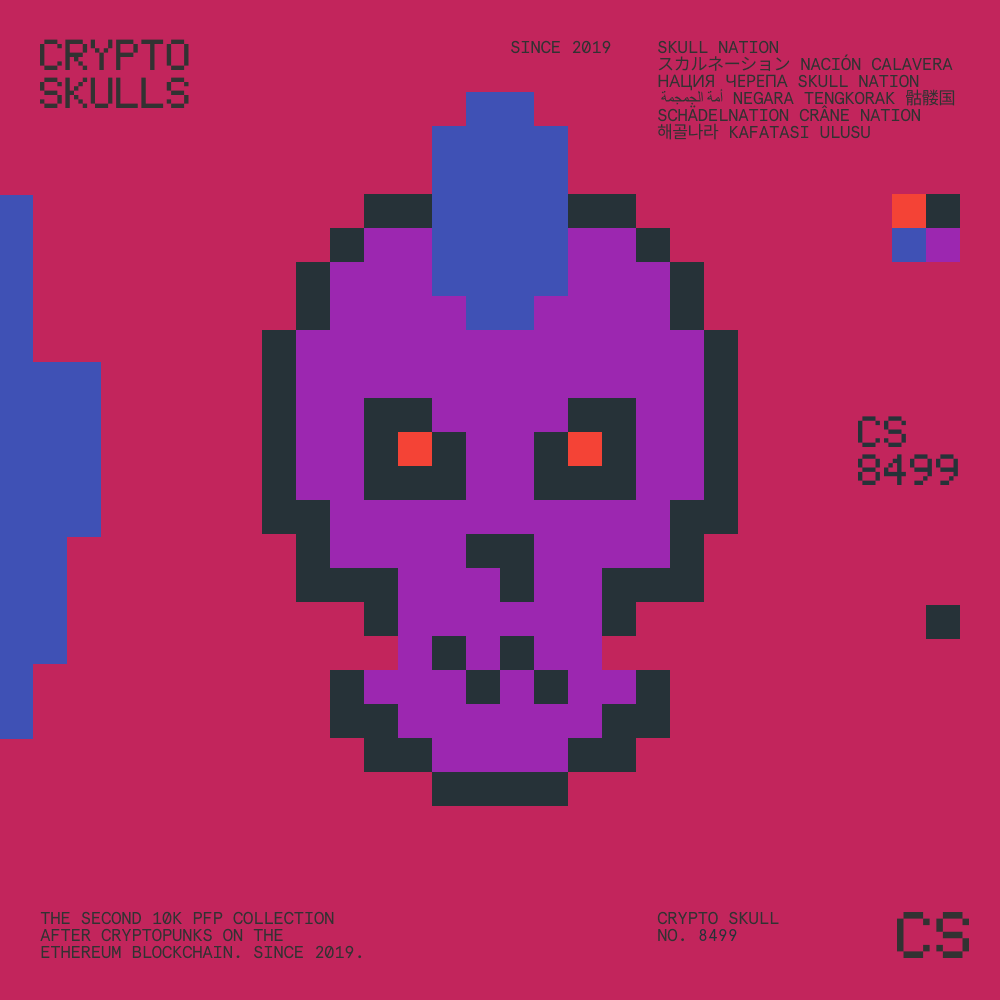 CRYPTO
SKULLS
SINCE 2019
SKULL NATION
スカルネーション NACIÓN CALAVERA
НАЦИЯ ЧЕРЕПА SKULL NATION
أمة الجمجمة NEGARA TENGKORAK 骷髅国
SCHÄDELNATION CRÂNE NATION
해골나라 KAFATASI ULUSU
CS
8499
THE SECOND 10K PFP COLLECTION
AFTER CRYPTOPUNKS ON THE
ETHEREUM BLOCKCHAIN. SINCE 2019.
CRYPTO SKULL
NO. 8499
CS